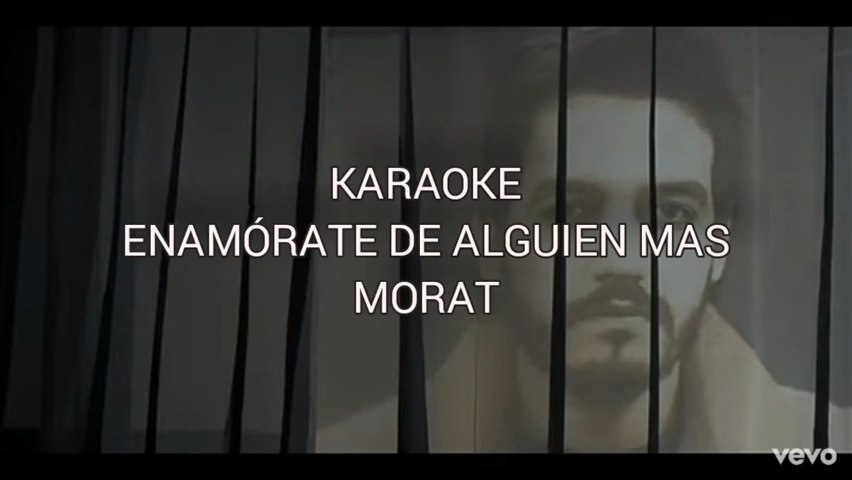 KARAOKE
ENAMÓRATE DE ALGUIEN MAS
MORAT
vevo